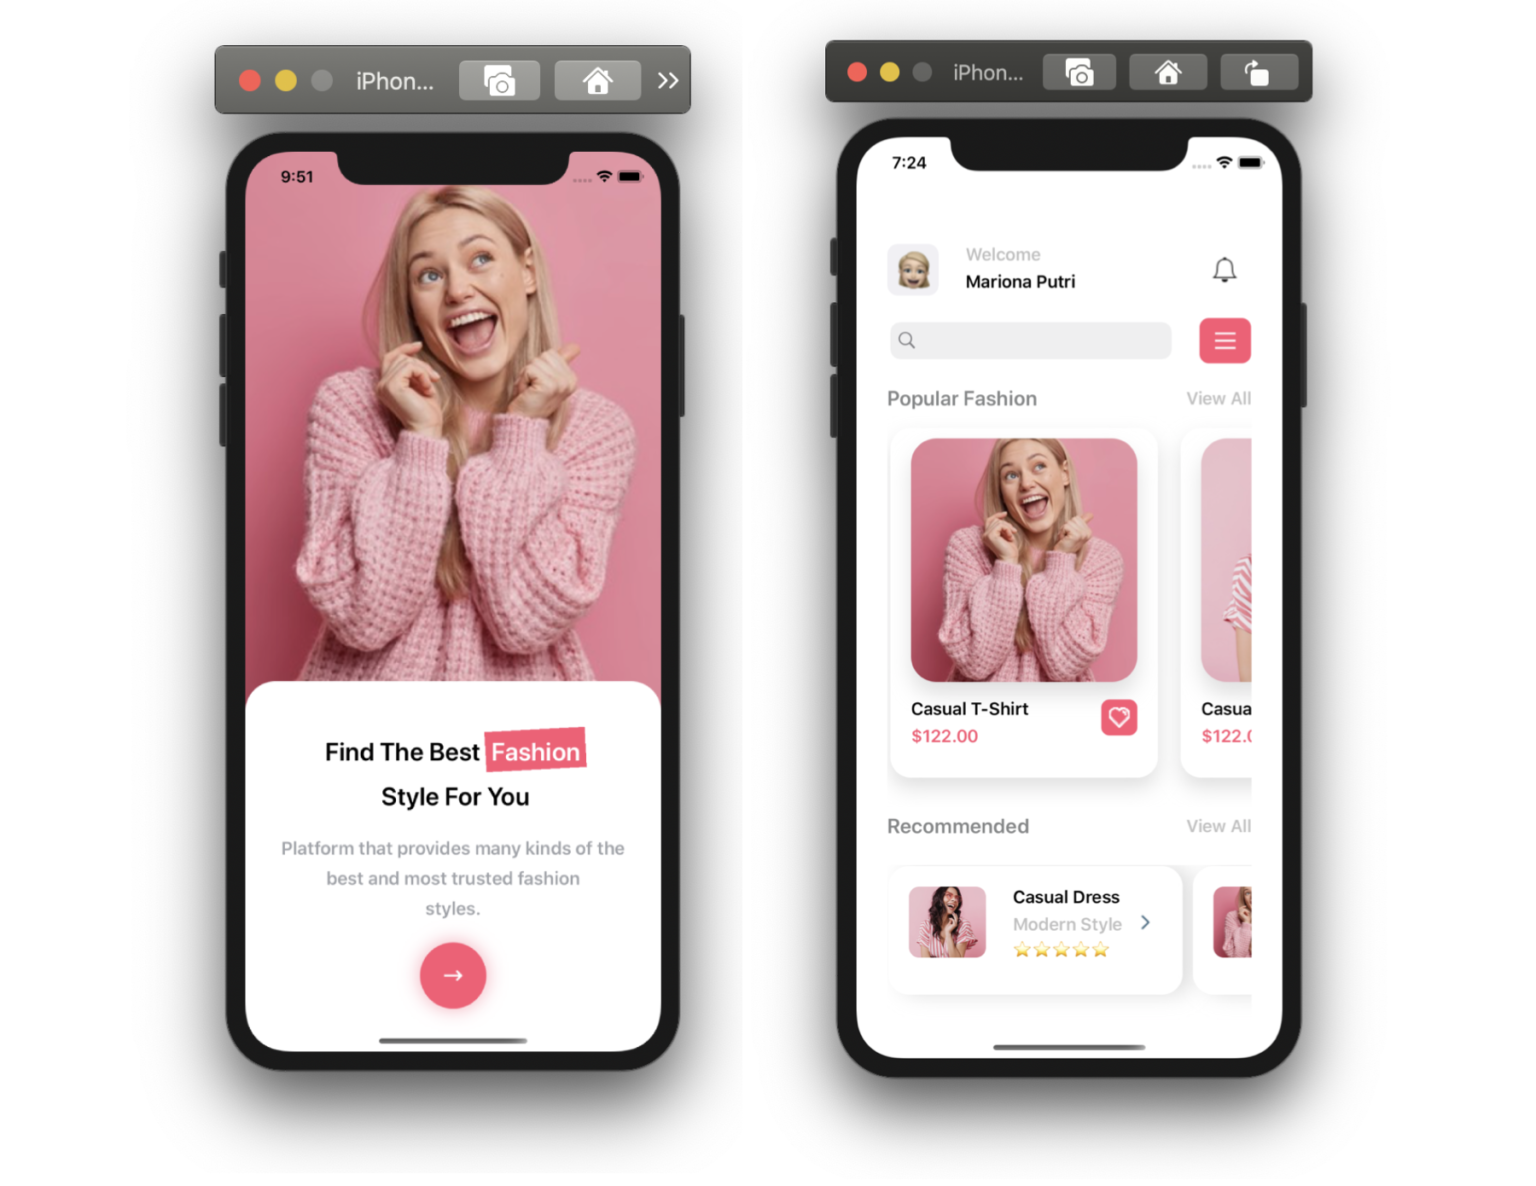 iPhon...
9:51
Find The Best Fashion
Style For You
Platform that provides many kinds of the
best and most trusted fashion
styles.
iPhon...
7:24
Welcome
Mariona Putri
Popular Fashion
View All
Casual T-Shirt
$122.00
Casua
$122.0
Recommended
View All
Casual Dress
Modern Style